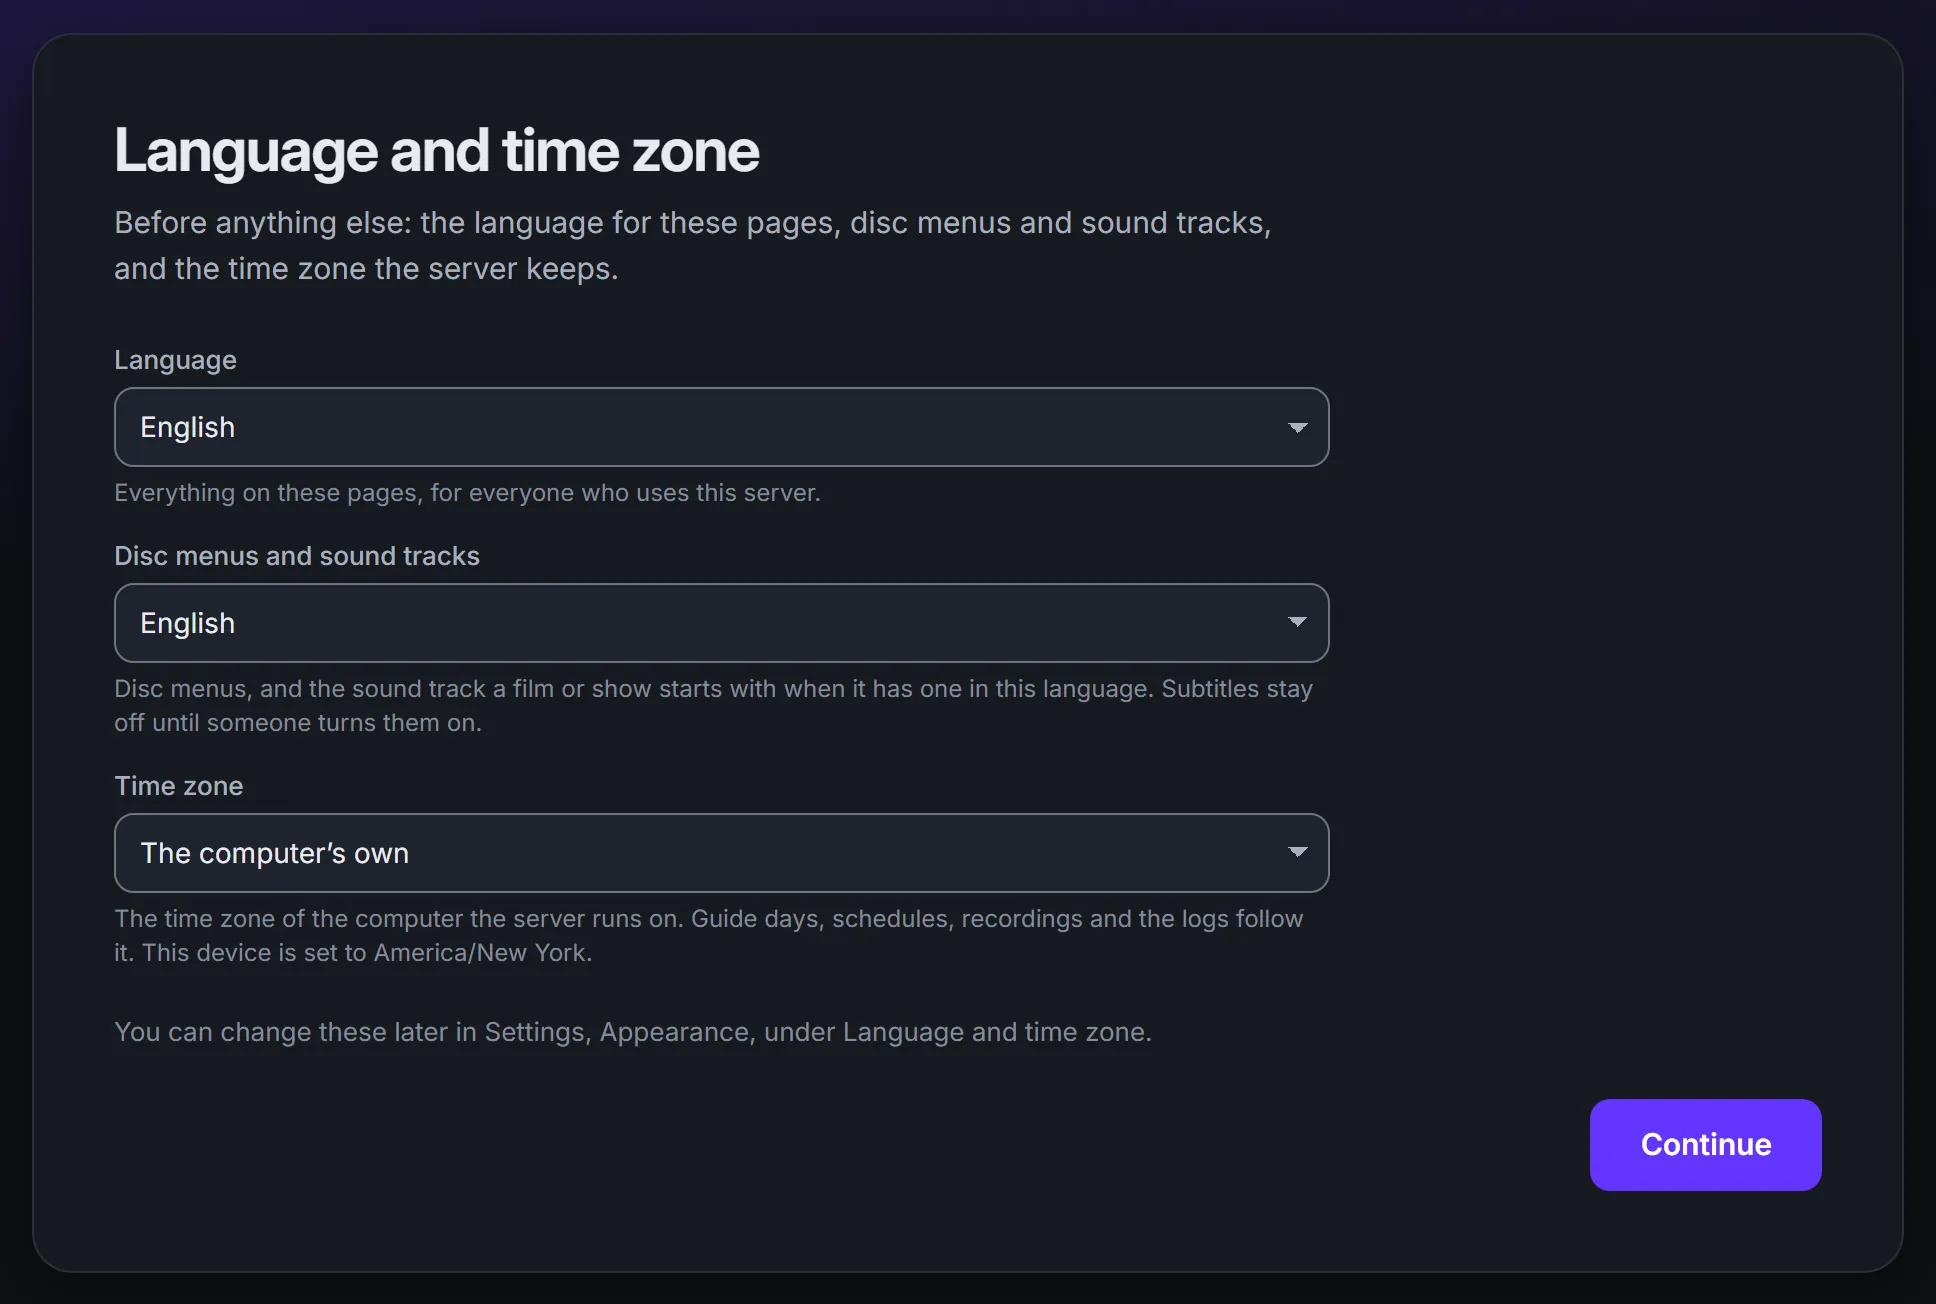 Language and time zone
Before anything else: the language for these pages, disc menus and sound tracks,
and the time zone the server keeps.
Language
English
Everything on these pages, for everyone who uses this server.
Disc menus and sound tracks
English
Disc menus, and the sound track a film or show starts with when it has one in this language. Subtitles stay
off until someone turns them on.
Time zone
The computer’s own
The time zone of the computer the server runs on. Guide days, schedules, recordings and the logs follow
it. This device is set to America/New York.
You can change these later in Settings, Appearance, under Language and time zone.
Continue